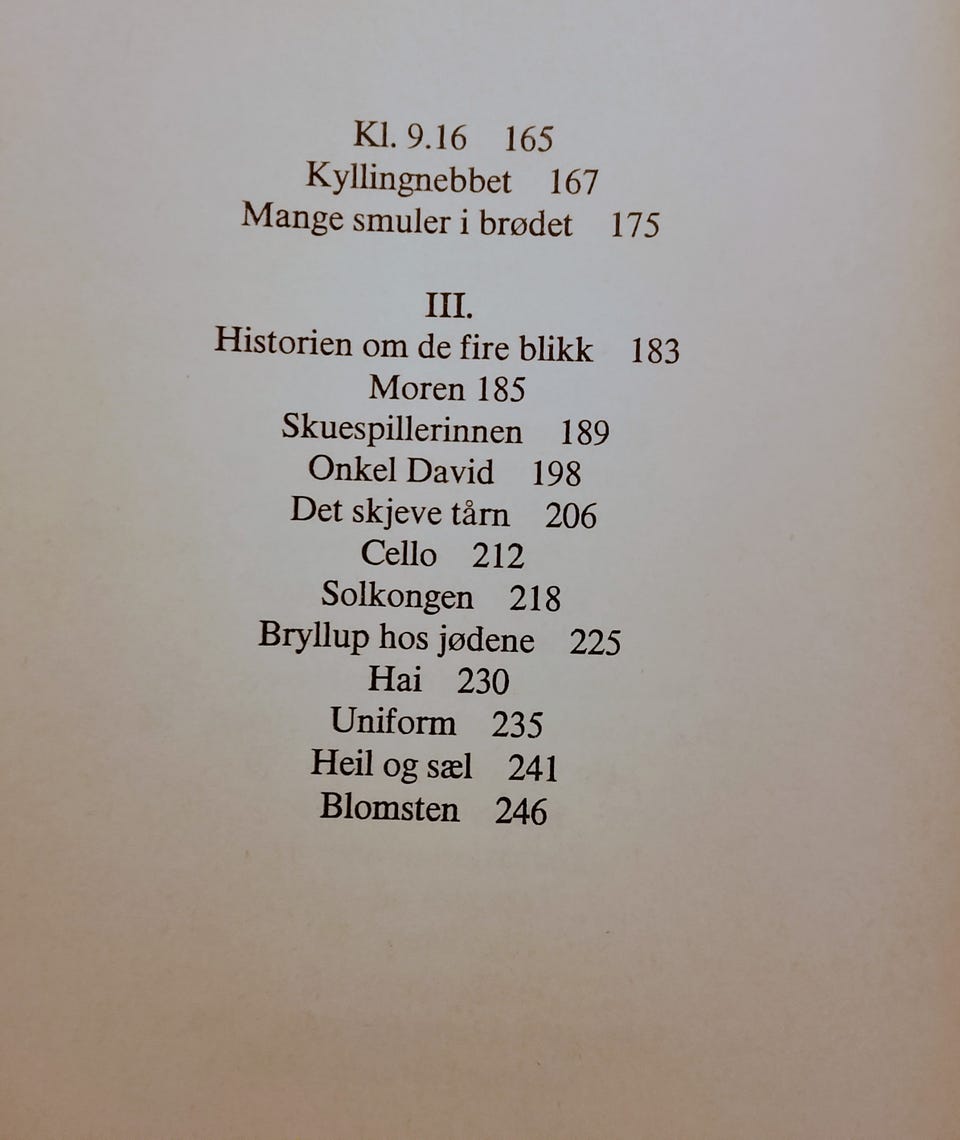 Kl. 9.16 165
Kyllingnebbet 167
Mange smuler i brødet 175
III.
Historien om de fire blikk 183
Moren 185
Skuespillerinnen 189
Onkel David 198
Det skjeve tårn 206
Cello 212
Solkongen 218
Bryllup hos jødene 225
Hai 230
Uniform 235
Heil og sæl 241
Blomsten 246